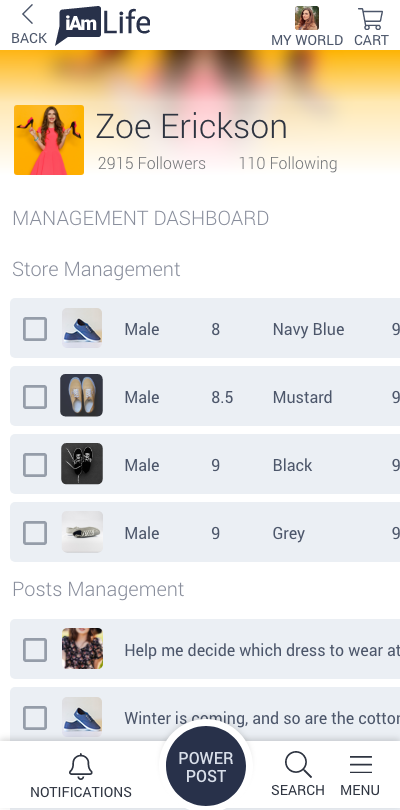 BACK
iAm Life
MY WORLD
CART
Zoe Erickson
2915 Followers 110 Following
MANAGEMENT DASHBOARD
Store Management
Male 8 Navy Blue 9
Male 8.5 Mustard 9
Male 9 Black 9
Male 9 Grey 9
Posts Management
Help me decide which dress to wear at
Winter is coming, and so are the cotton
NOTIFICATIONS
POWER
POST
SEARCH
MENU